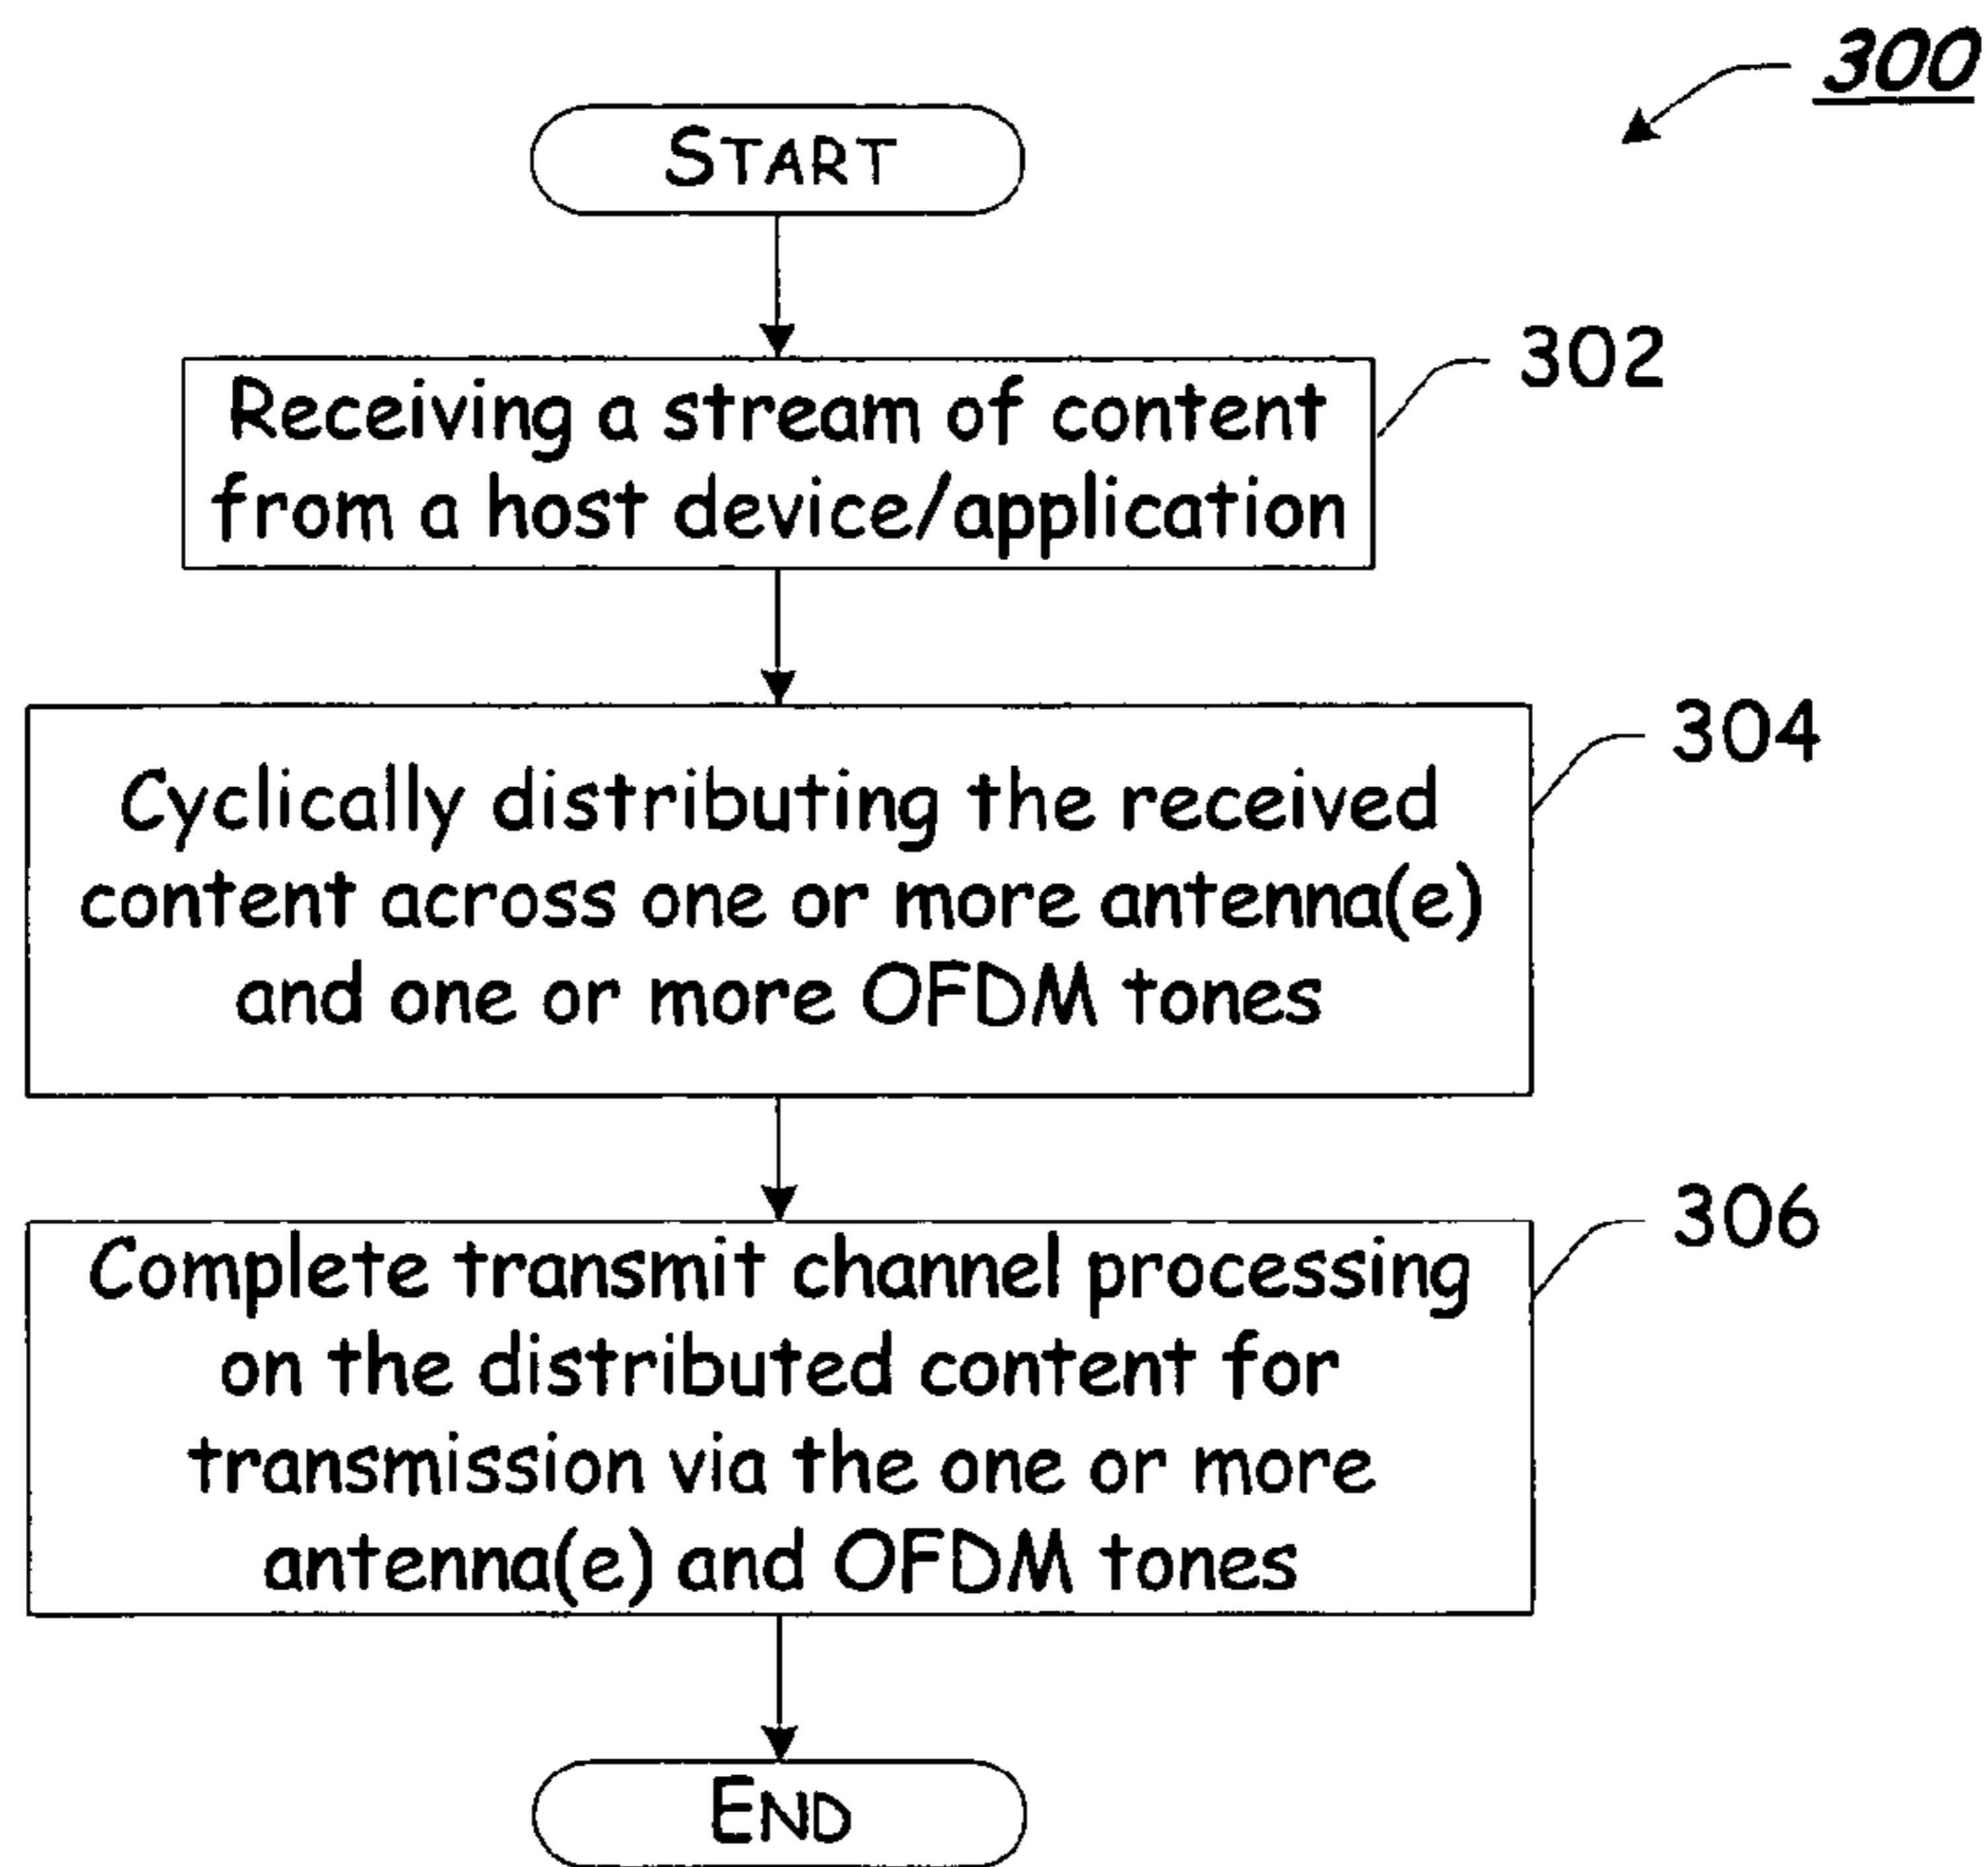 300
START
302
Receiving a stream of content
from a host device/application
304
Cyclically distributing the received
content across one or more antenna(e)
and one or more OFDM tones
306
Complete transmit channel processing
on the distributed content for
transmission via the one or more
antenna(e) and OFDM tones
END